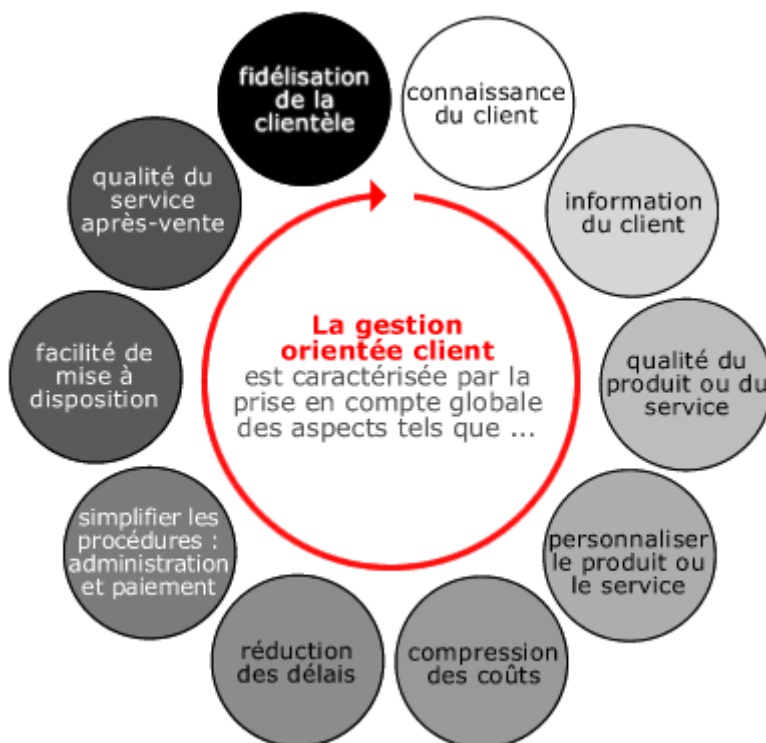 La gestion
orientée client
est caractérisée par la
prise en compte globale
des aspects tels que ...
connaissance
du client
information
du client
qualité du
produit ou du
service
personnaliser
le produit ou
le service
compression
des coûts
réduction
des délais
simplifier les
procédures :
administration
et paiement
facilité de
mise à
disposition
qualité du
service
après-vente
fidélisation
de la
clientèle